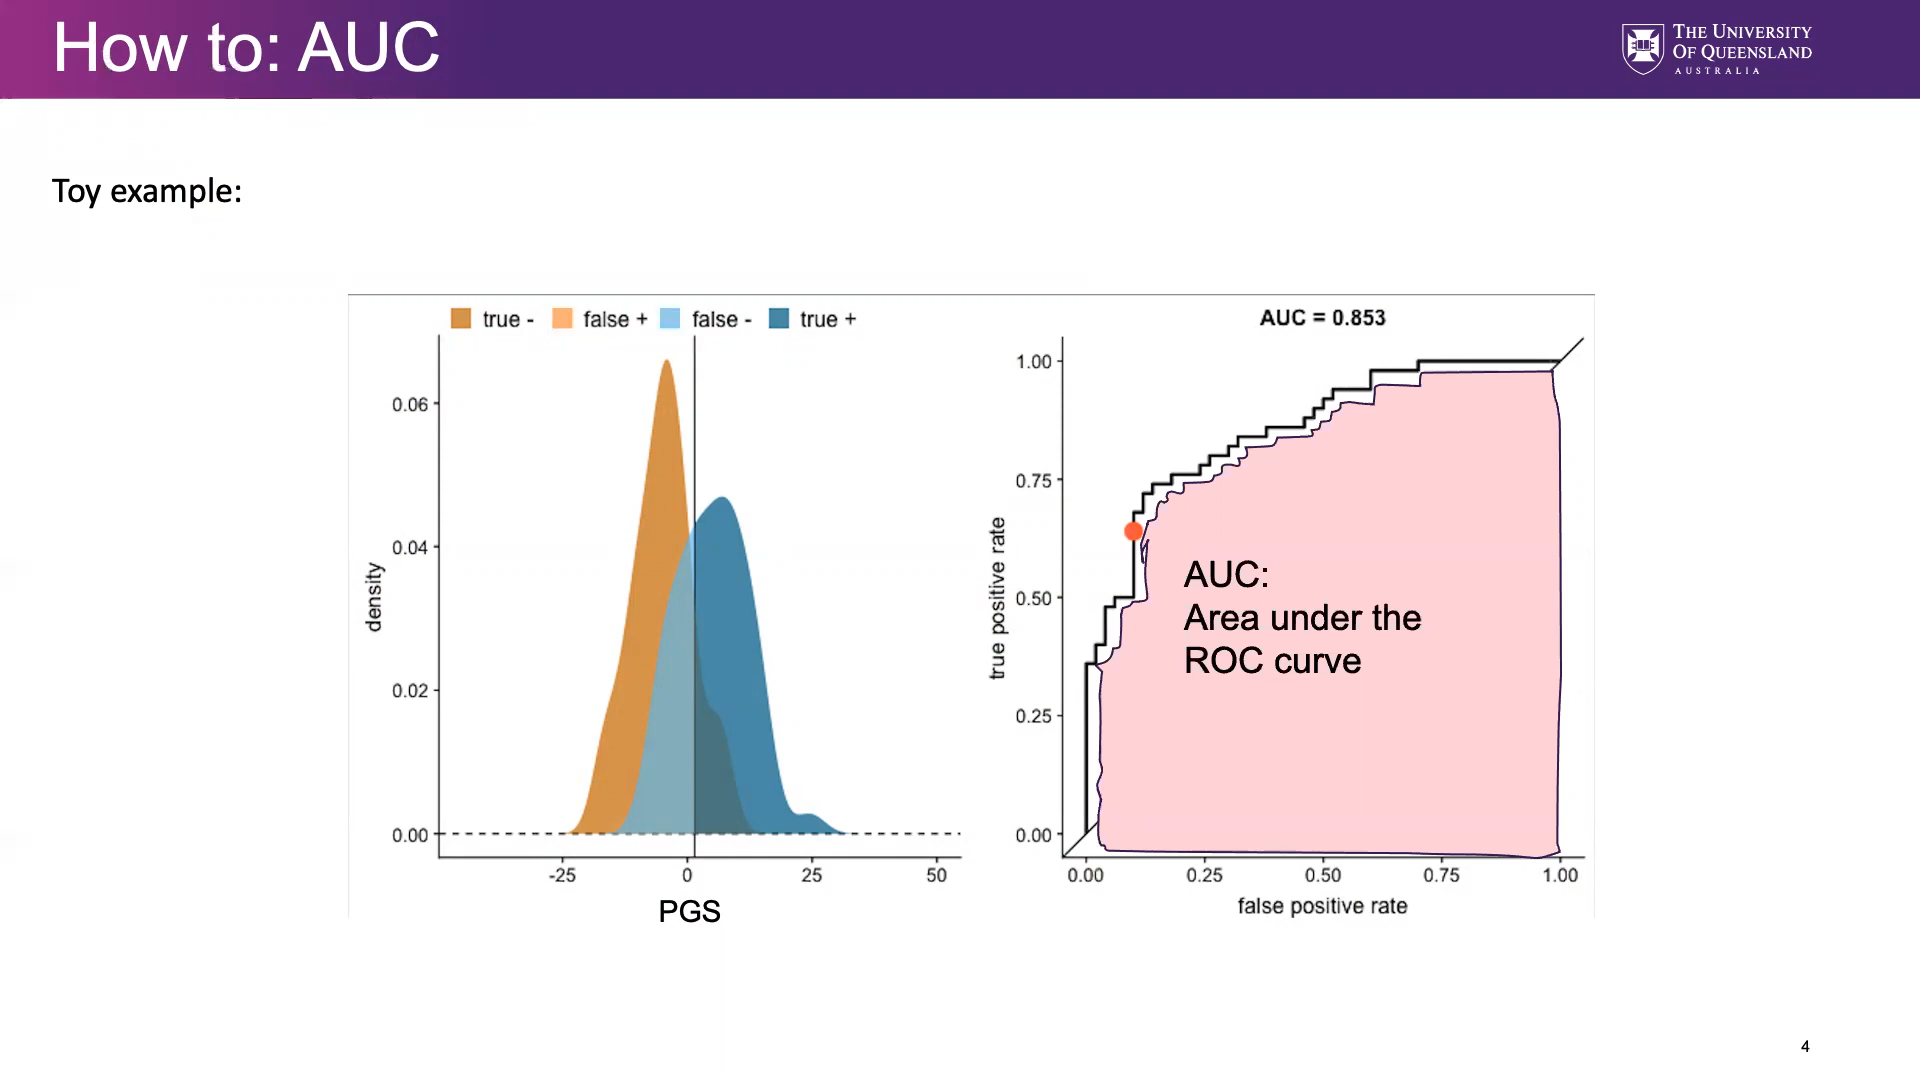 How to: AUC
THE UNIVERSITY
OF QUEENSLAND
AUSTRALIA
Toy example:
true - false + false - true +
0.06
0.04
0.02
0.00
density
-25 0 25 50
PGS
AUC = 0.853
1.00
0.75
0.50
0.25
0.00
true positive rate
AUC:
Area under the
ROC curve
0.00 0.25 0.50 0.75 1.00
false positive rate
4